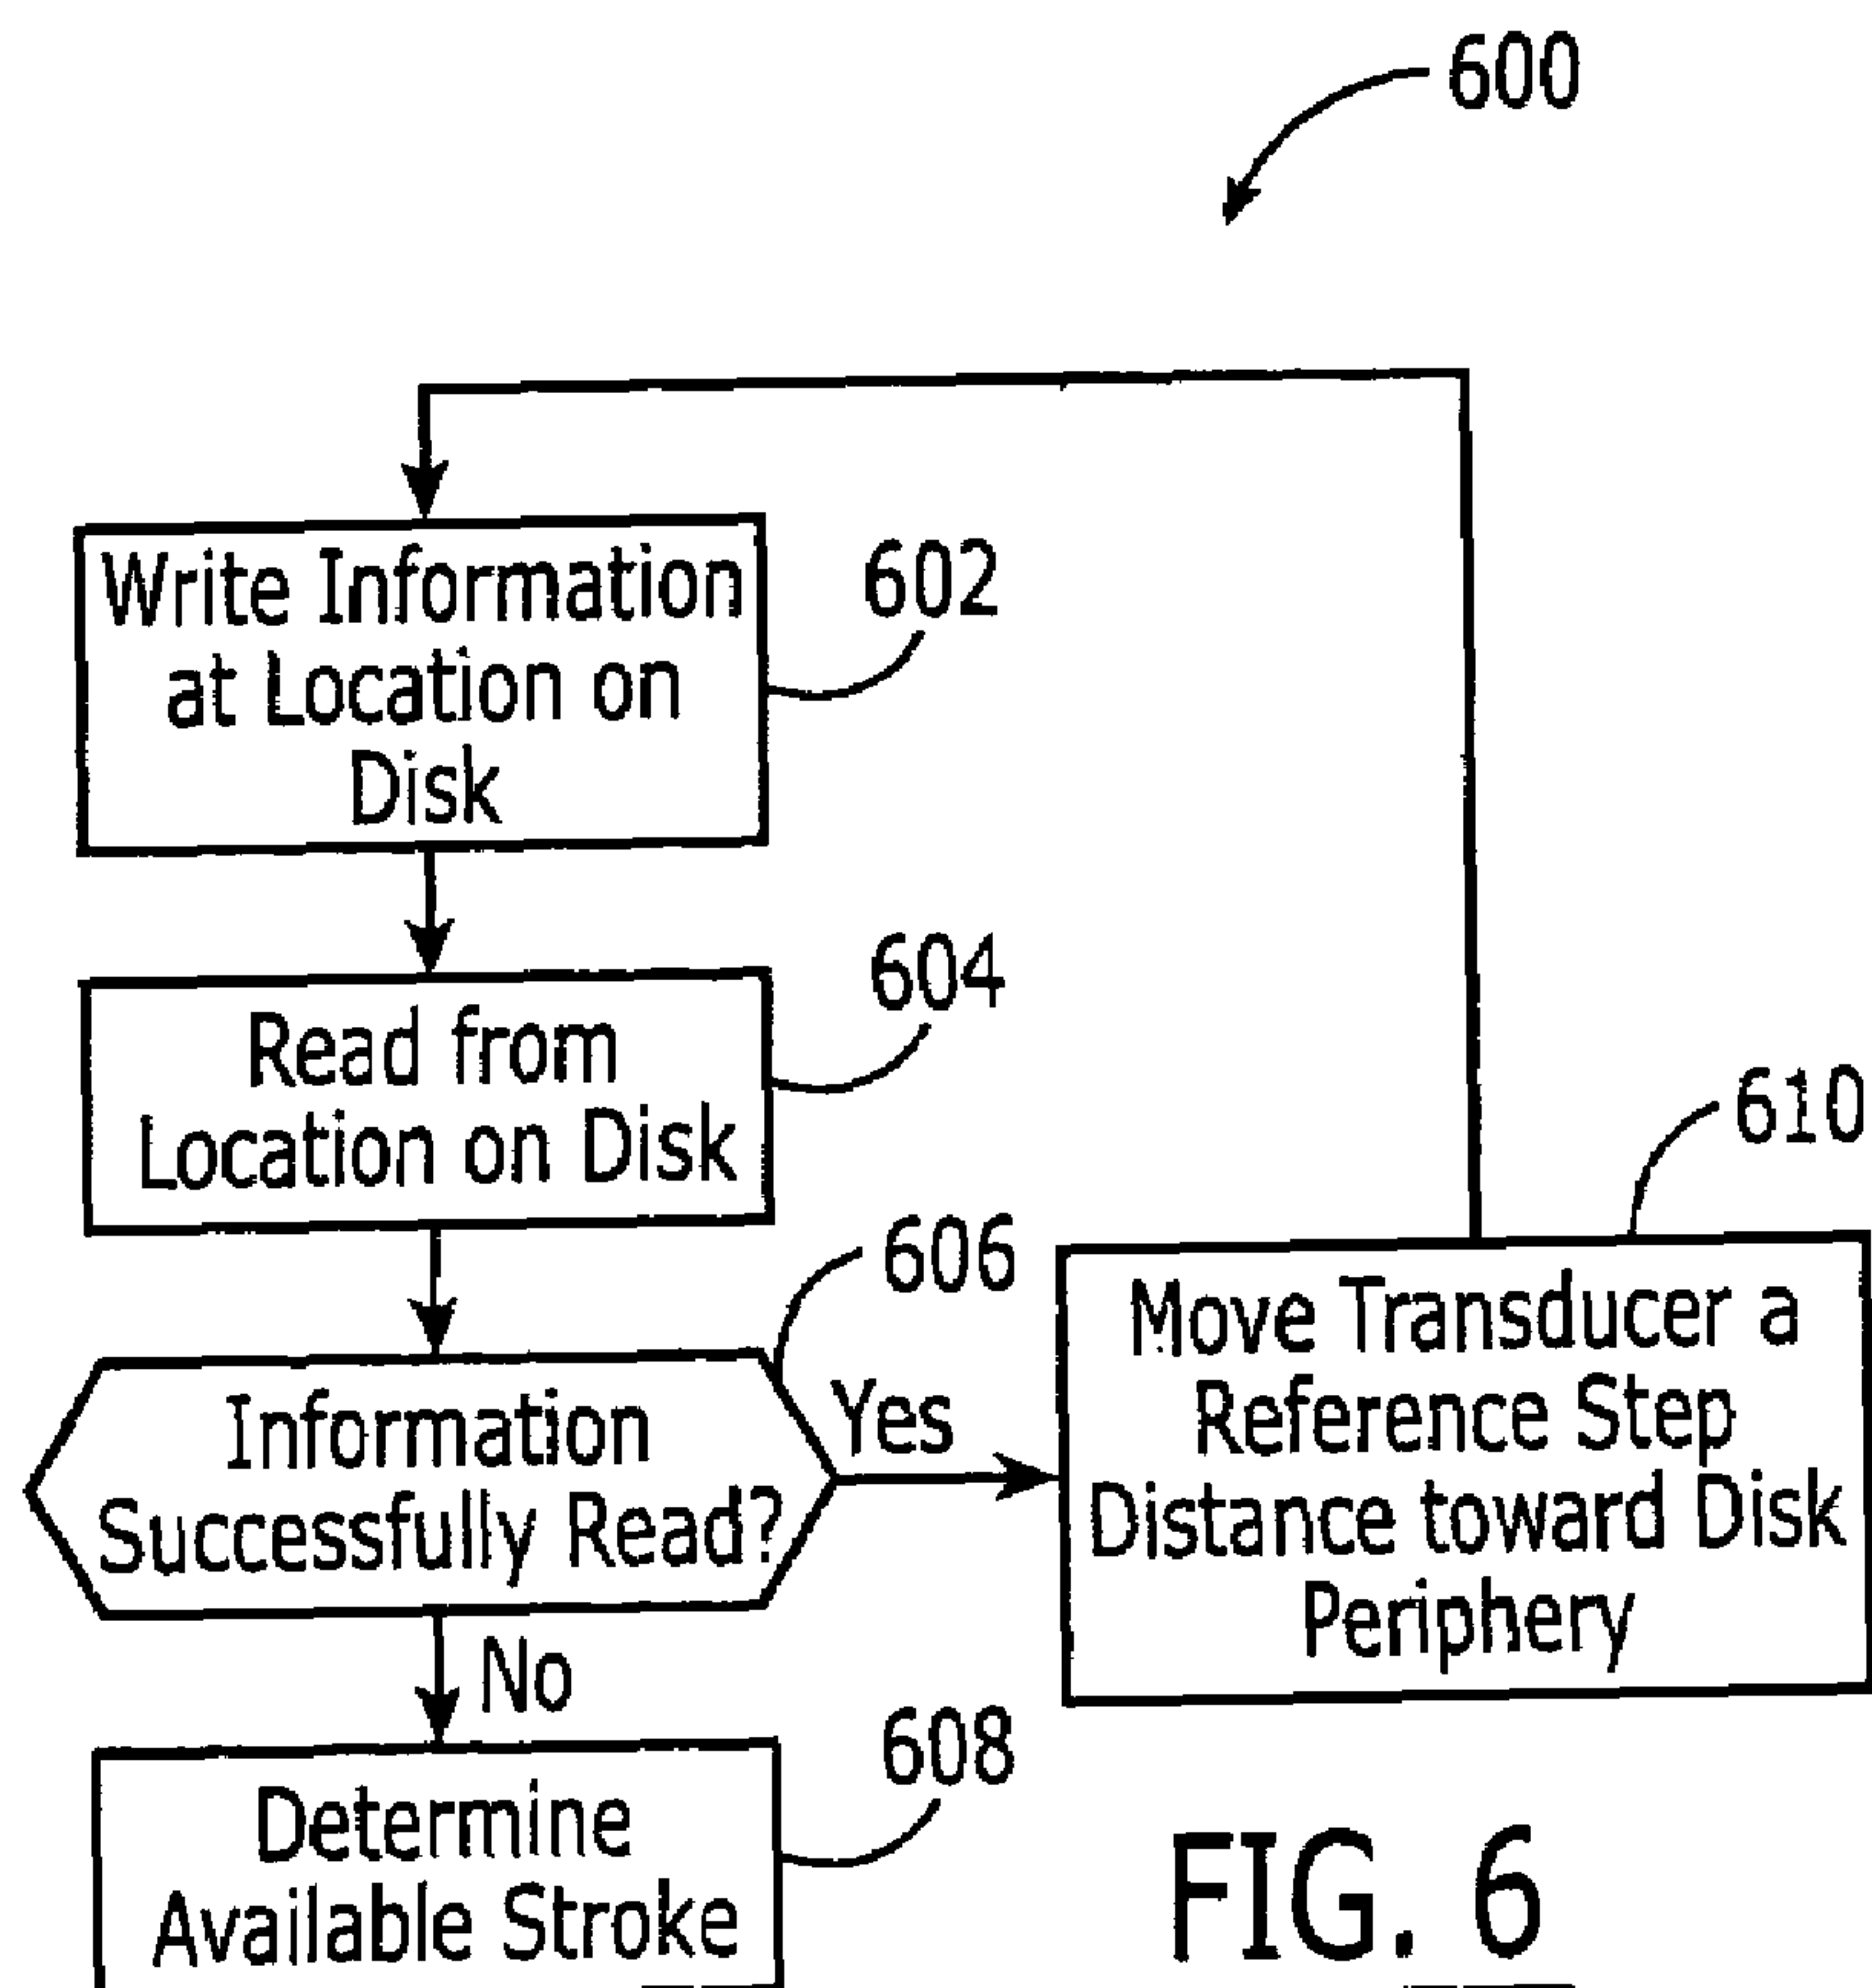 600
Write Information
at Location on
Disk
602
Read from
Location on Disk
604
Information
Successfully Read?
606
Yes
No
Move Transducer a
Reference Step
Distance toward Disk
Periphery
610
Determine
Available Stroke
608
FIG. 6